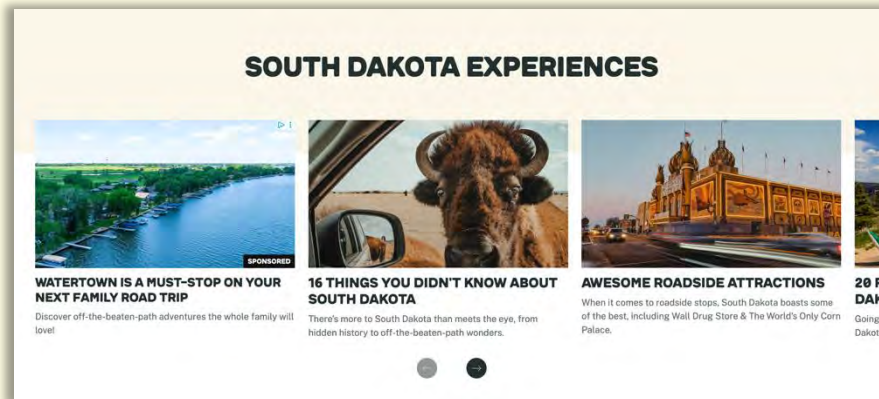 SOUTH DAKOTA EXPERIENCES
SPONSORED
WATERTOWN IS A MUST-STOP ON YOUR
NEXT FAMILY ROAD TRIP
Discover off-the-beaten-path adventures the whole family will
love!
16 THINGS YOU DIDN'T KNOW ABOUT
SOUTH DAKOTA
There's more to South Dakota than meets the eye, from
hidden history to off-the-beaten-path wonders.
AWESOME ROADSIDE ATTRACTIONS
When it comes to roadside stops, South Dakota boasts some
of the best, including Wall Drug Store & The World's Only Corn
Palace.
20
Going